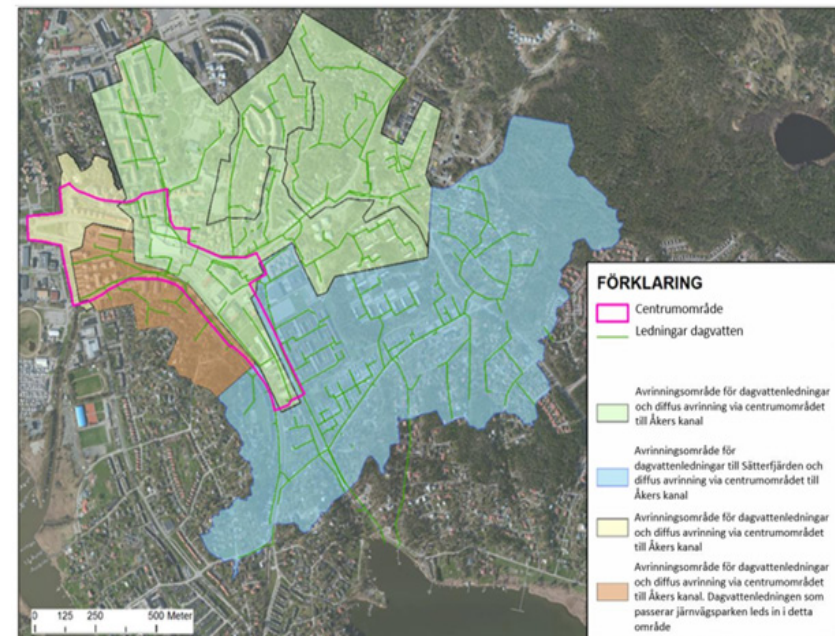 FÖRKLARING
Centrumområde
Ledningar dagvatten
Avrinningsområde för dagvattenledningar
och diffus avrinning via centrumområdet
till Åkers kanal
Avrinningsområde för
dagvattenledningar till Sätterfjärden och
diffus avrinning via centrumområdet till
Åkers kanal
Avrinningsområde för dagvattenledningar
och diffus avrinning via centrumområdet
till Åkers kanal
Avrinningsområde för dagvattenledningar
och diffus avrinning via centrumområdet
till Åkers kanal. Dagvattenledningen som
passerar järnvägsparken leds in i detta
område
0 125 250 500 Meter